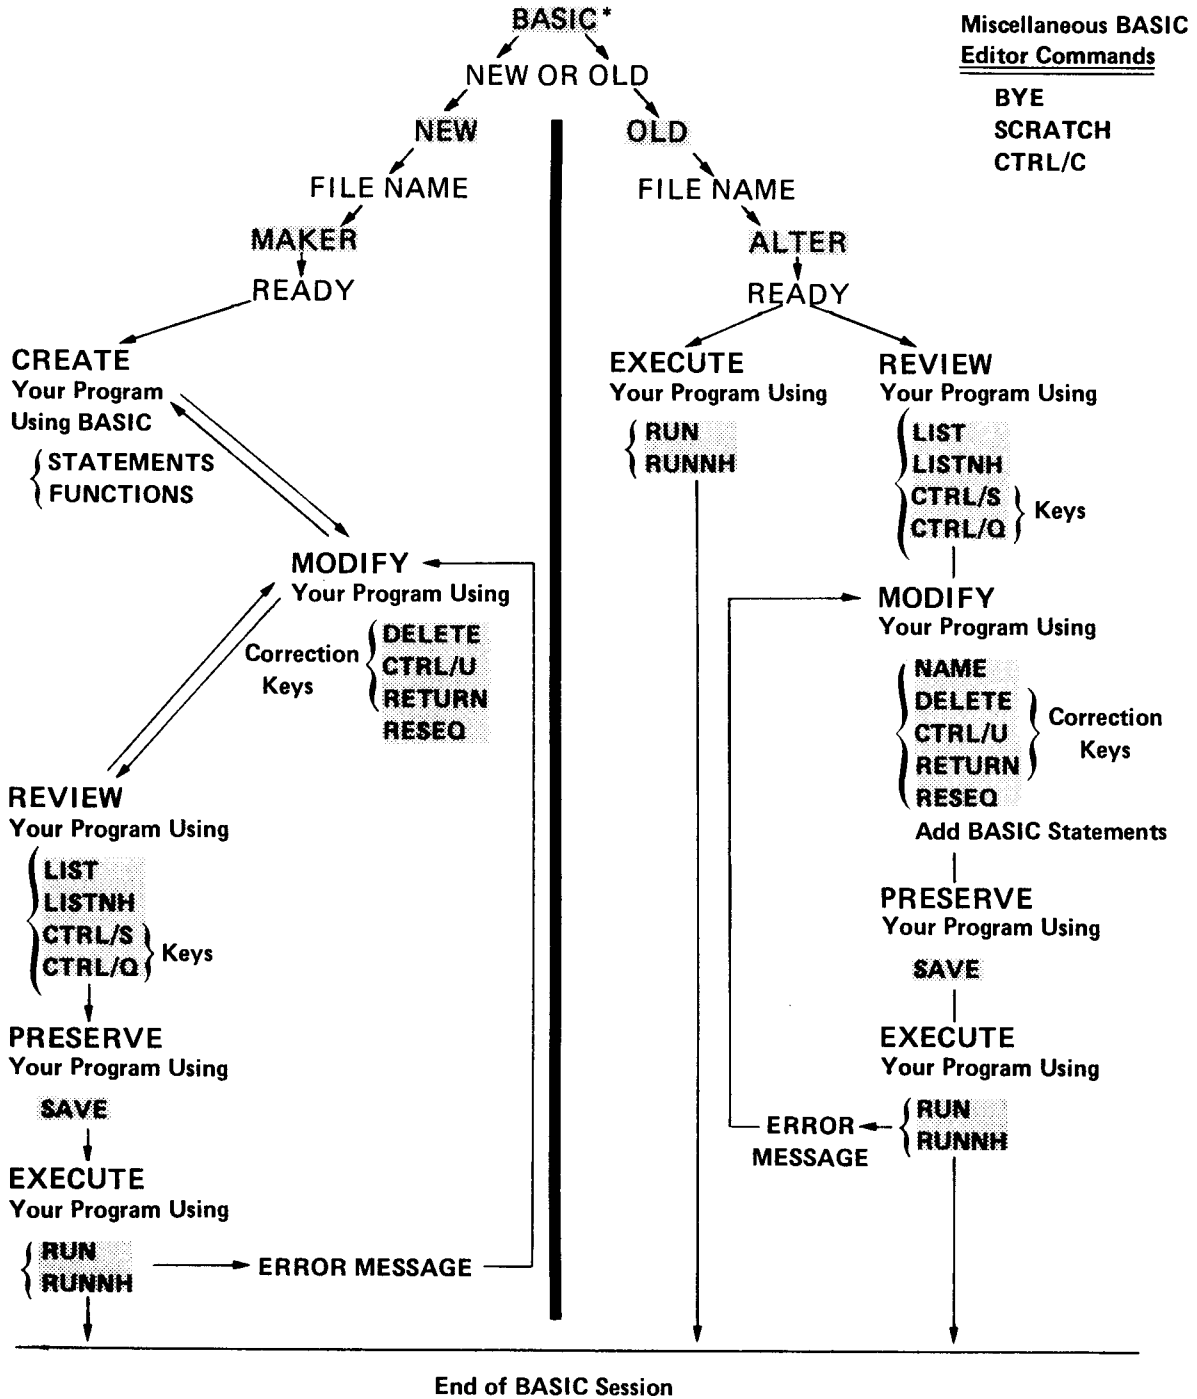 BASIC*
NEW OR OLD
Miscellaneous BASIC
Editor Commands
BYE
SCRATCH
CTRL/C
NEW
FILE NAME
MAKER
READY
CREATE
Your Program
Using BASIC
STATEMENTS
FUNCTIONS
MODIFY
Your Program Using
Correction
Keys
DELETE
CTRL/U
RETURN
RESEQ
REVIEW
Your Program Using
LIST
LISTNH
CTRL/S
CTRL/Q
Keys
PRESERVE
Your Program Using
SAVE
EXECUTE
Your Program Using
RUN
RUNNH
ERROR MESSAGE
OLD
FILE NAME
ALTER
READY
EXECUTE
Your Program Using
RUN
RUNNH
REVIEW
Your Program Using
LIST
LISTNH
CTRL/S
CTRL/Q
Keys
MODIFY
Your Program Using
NAME
DELETE
CTRL/U
RETURN
RESEQ
Correction
Keys
Add BASIC Statements
PRESERVE
Your Program Using
SAVE
EXECUTE
Your Program Using
RUN
RUNNH
ERROR
MESSAGE
End of BASIC Session